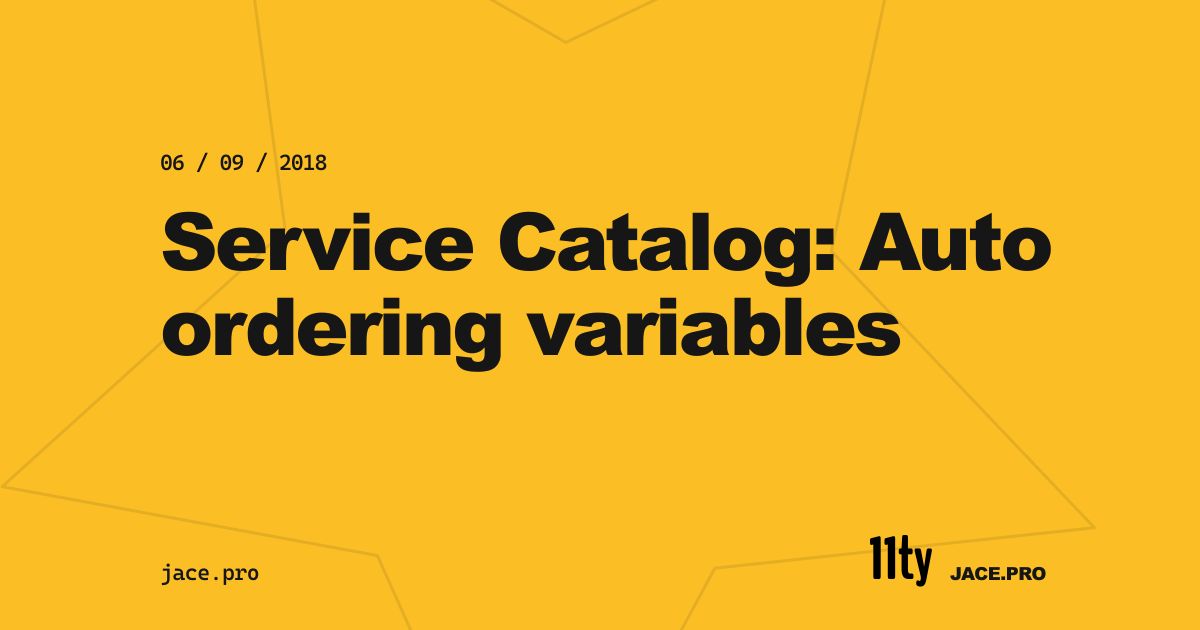 06 / 09 / 2018
Service Catalog: Auto
ordering variables
jace.pro
11ty JACE.PRO